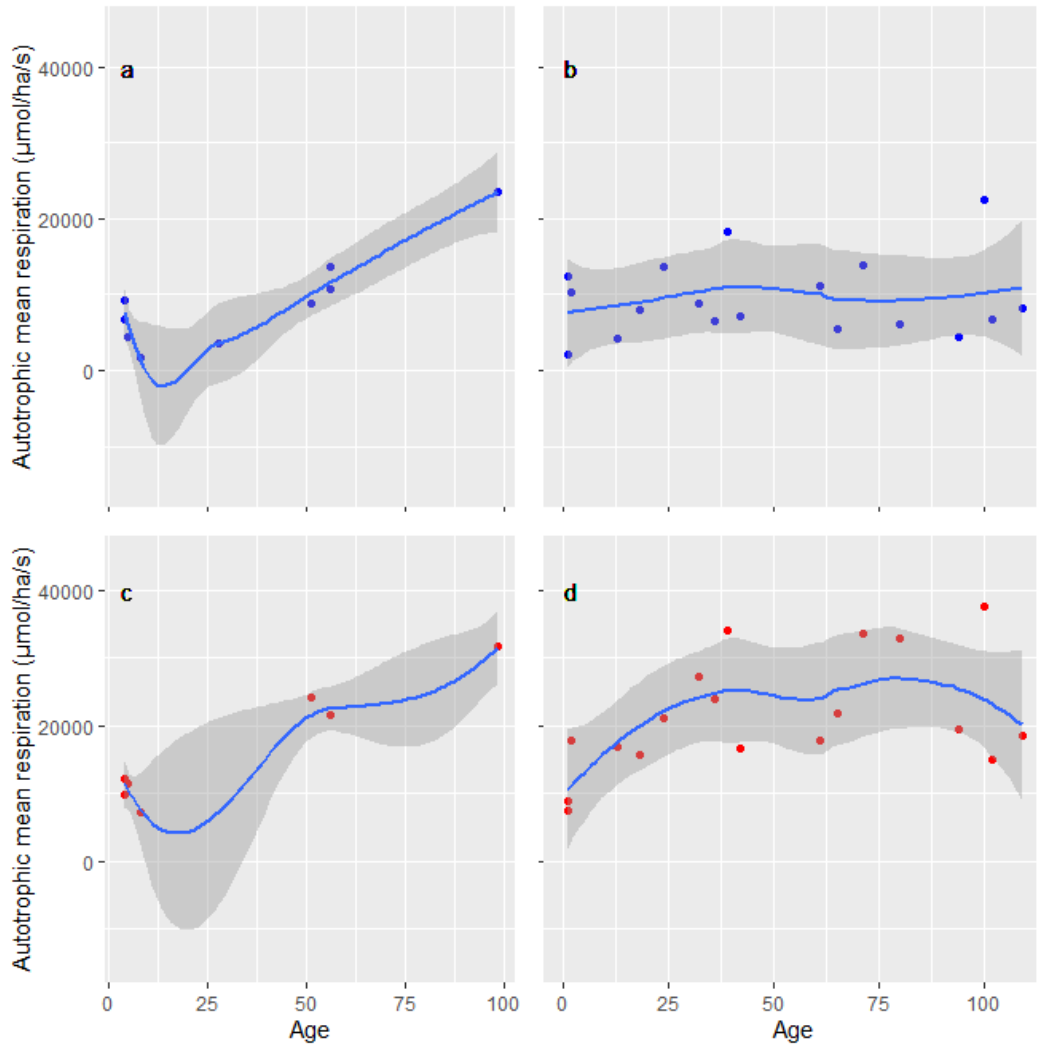 a
b
Autotrophic mean respiration (μmol/ha/s)
40000
20000
0
c
d
Autotrophic mean respiration (μmol/ha/s)
40000
20000
0
0 25 50 75 100
0 25 50 75 100
Age
Age